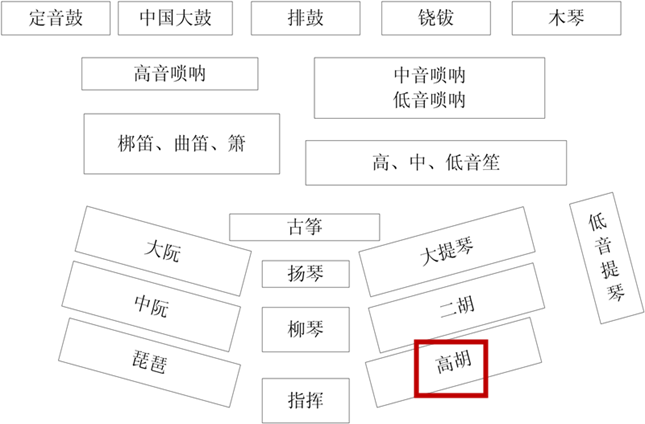 定音鼓
中国大鼓
排鼓
铙钹
木琴
高音唢呐
中音唢呐
低音唢呐
梆笛、曲笛、箫
高、中、低音笙
古筝
大阮
扬琴
大提琴
低音提琴
中阮
柳琴
二胡
琵琶
高胡
指挥